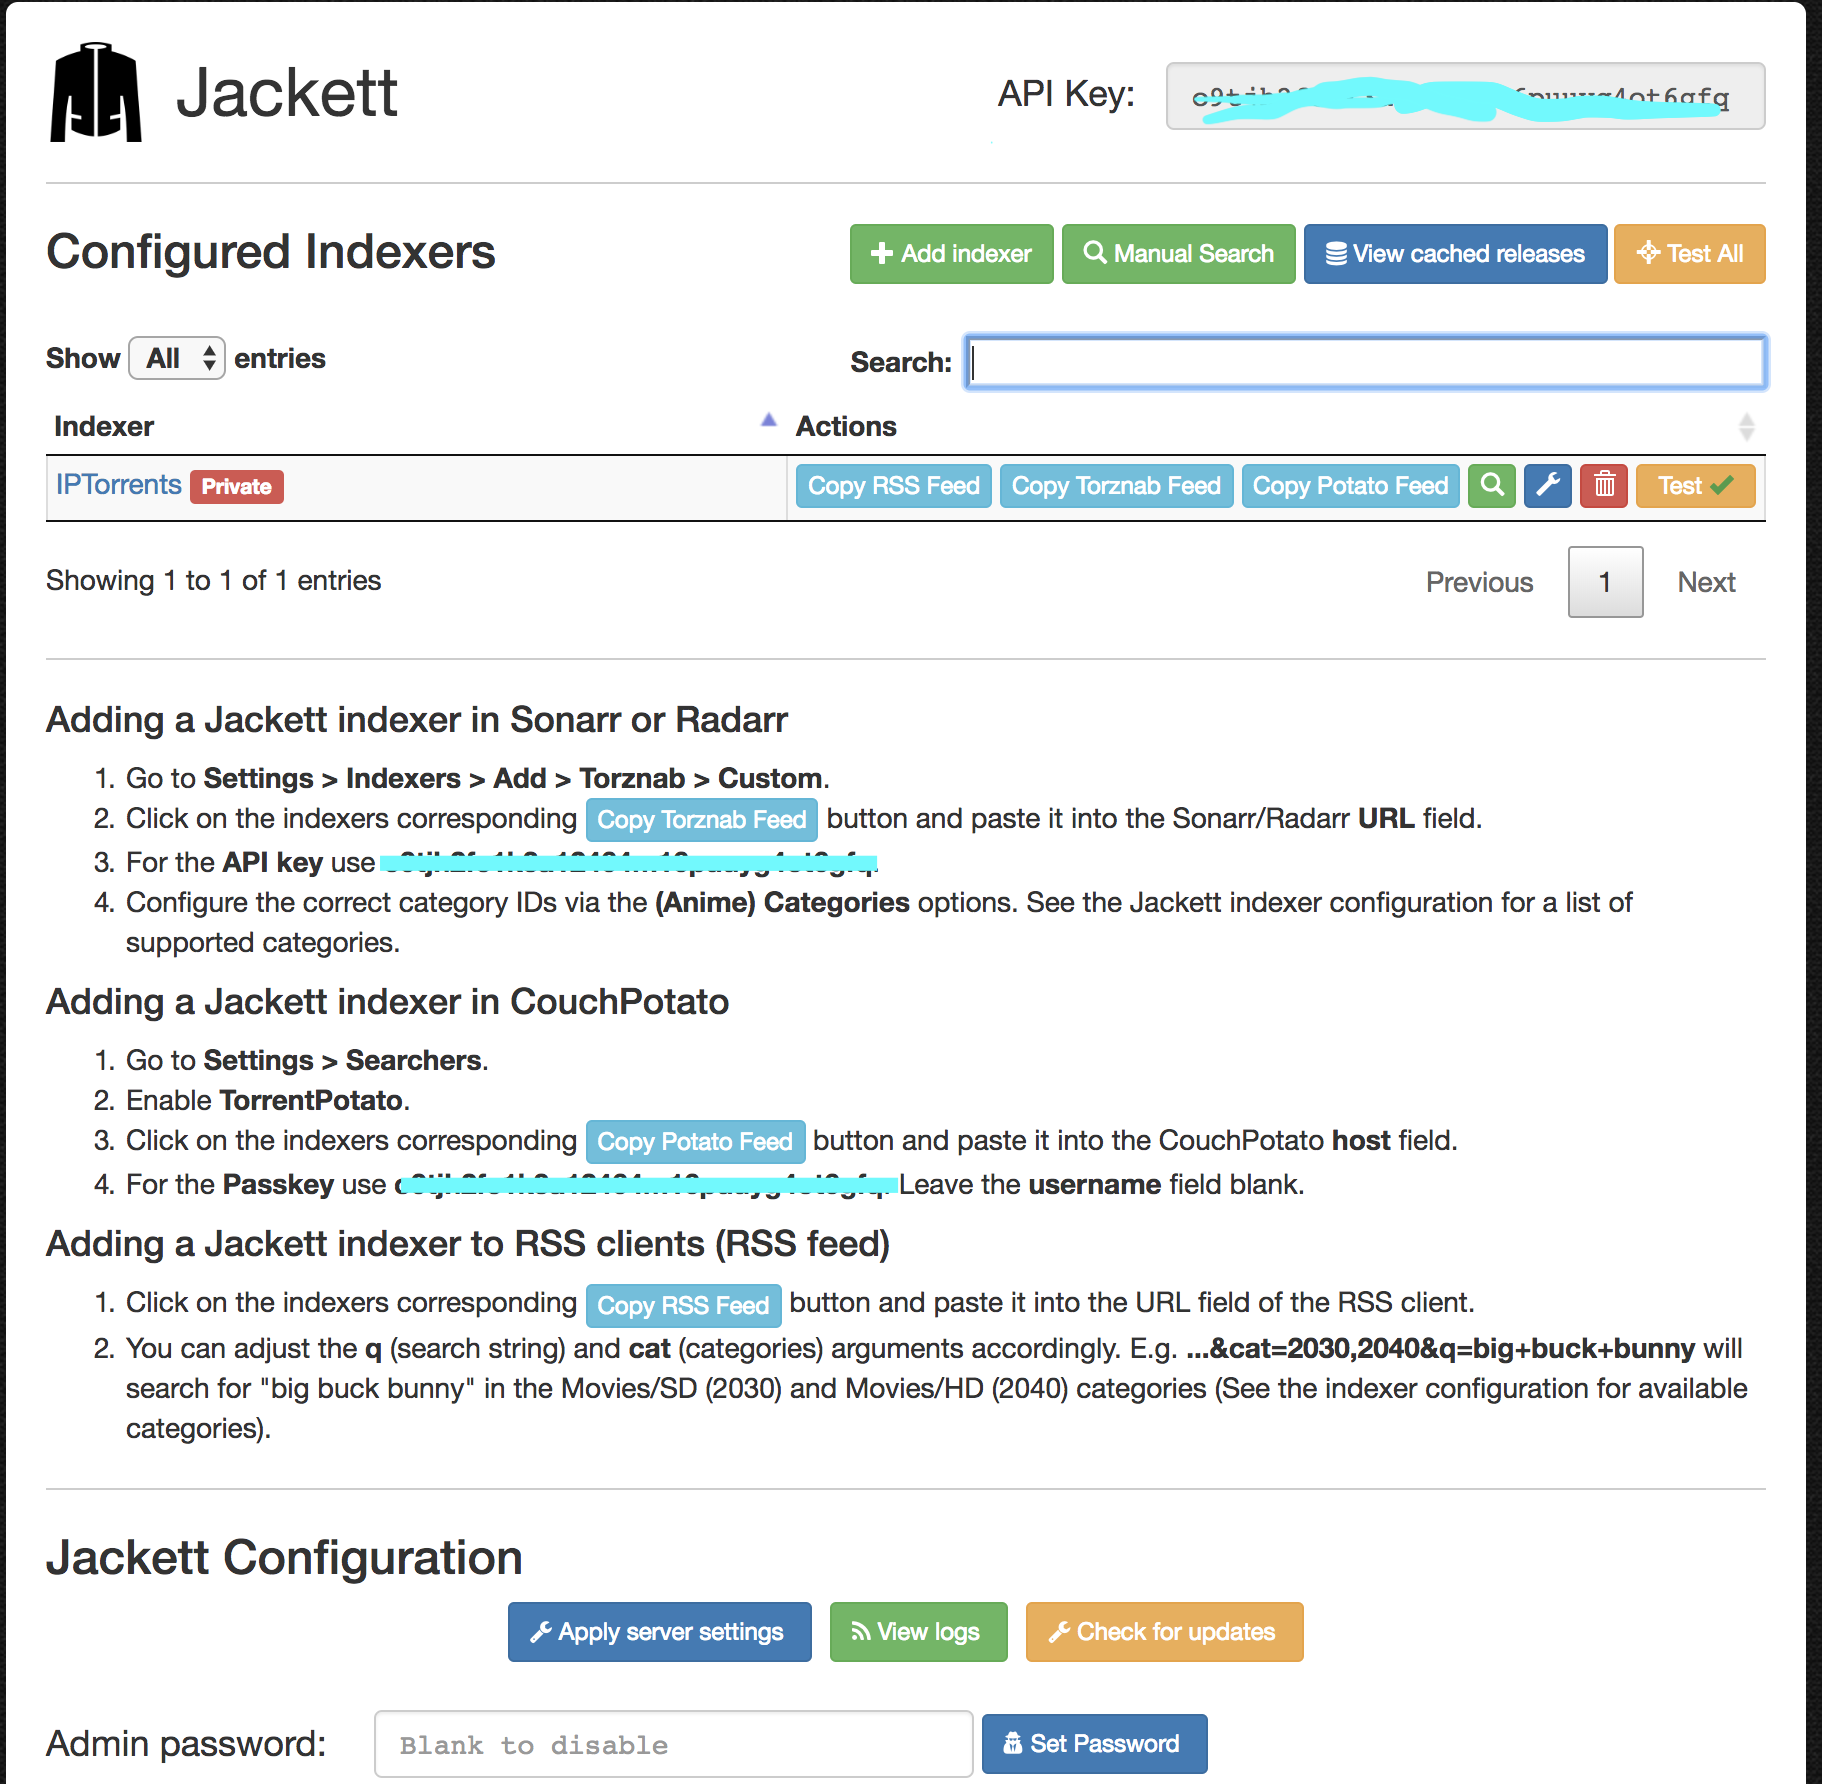 Jackett
API Key:
Configured Indexers
Add indexer
Manual Search
View cached releases
Test All
Show All entries
Search:
Indexer
Actions
IPTorrents Private
Copy RSS Feed
Copy Torznab Feed
Copy Potato Feed
Test
Showing 1 to 1 of 1 entries
Previous 1 Next
Adding a Jackett indexer in Sonarr or Radarr
1. Go to Settings > Indexers > Add > Torznab > Custom.
2. Click on the indexers corresponding Copy Torznab Feed button and paste it into the Sonarr/Radarr URL field.
3. For the API key use
4. Configure the correct category IDs via the (Anime) Categories options. See the Jackett indexer configuration for a list of
supported categories.
Adding a Jackett indexer in CouchPotato
1. Go to Settings > Searchers.
2. Enable TorrentPotato.
3. Click on the indexers corresponding Copy Potato Feed button and paste it into the CouchPotato host field.
4. For the Passkey use Leave the username field blank.
Adding a Jackett indexer to RSS clients (RSS feed)
1. Click on the indexers corresponding Copy RSS Feed button and paste it into the URL field of the RSS client.
2. You can adjust the q (search string) and cat (categories) arguments accordingly. E.g. ...&cat=2030,2040&q=big+buck+bunny will
search for "big buck bunny" in the Movies/SD (2030) and Movies/HD (2040) categories (See the indexer configuration for available
categories).
Jackett Configuration
Apply server settings
View logs
Check for updates
Admin password:
Blank to disable
Set Password